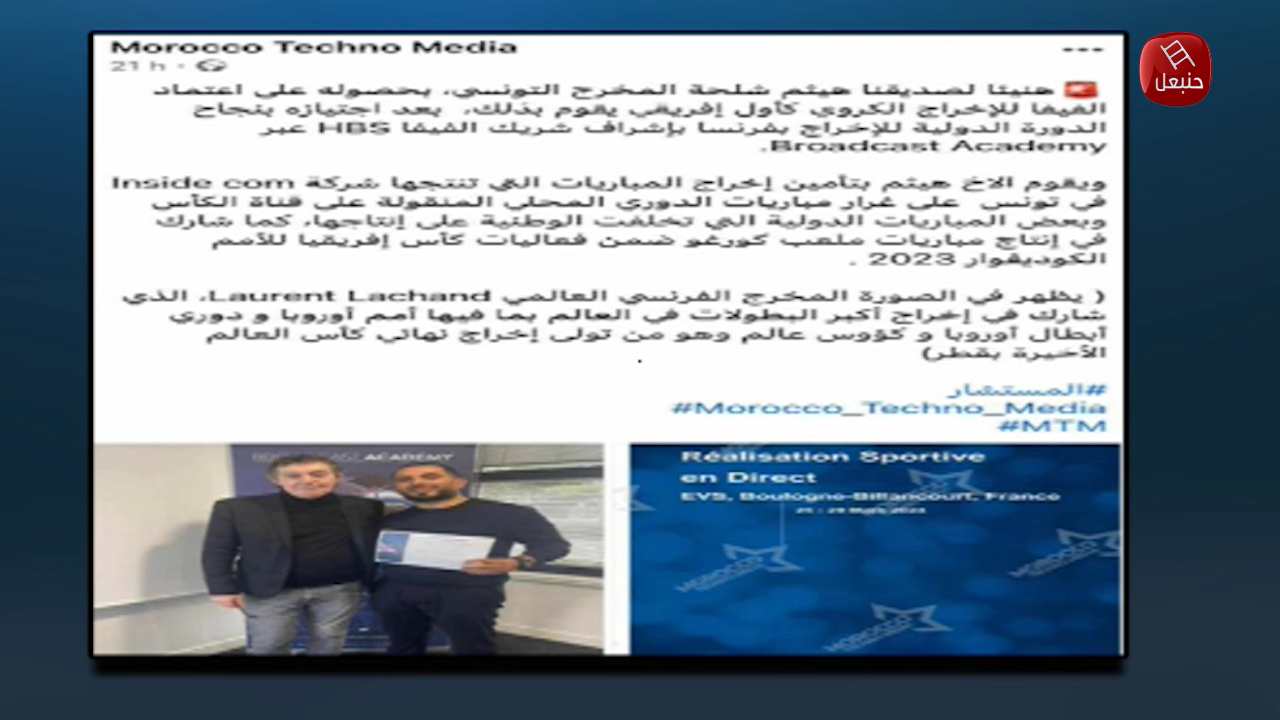 Morocco Techno Media
21 h
حنبعل
هنيئا لصديقنا هيثم شلحة المخرج التونسي، بحصوله على اعتماد
الفيفا للإخراج الكروي كأول إفريقي يقوم بذلك، بعد اجتيازه بنجاح
الدورة الدولية للإخراج بفرنسا بإشراف شريك الفيفا HBS عبر
Broadcast Academy.
ويقوم الاخ هيثم بتأمين إخراج المباريات التي تنتجها شركة Inside com
في تونس على غرار مباريات الدوري المحلي المنقولة على قناة الكأس
وبعض المباريات الدولية التي تخلفت الوطنية على إنتاجها، كما شارك
في إنتاج مباريات ملعب كورغو ضمن فعاليات كأس إفريقيا للأمم
الكوديفوار 2023 .
( يظهر في الصورة المخرج الفرنسي العالمي Laurent Lachand، الذي
شارك في إخراج أكبر البطولات في العالم بما فيها أمم أوروبا و دوري
أبطال أوروبا و كؤوس عالم وهو من تولى إخراج نهائي كأس العالم
الأخيرة بقطر)
#المستشار
#Morocco_Techno_Media
#MTM
ACADEMY
Réalisation Sportive
en Direct
EVS, Boulogne-Billancourt, France
MOROCCO
MOROCCO